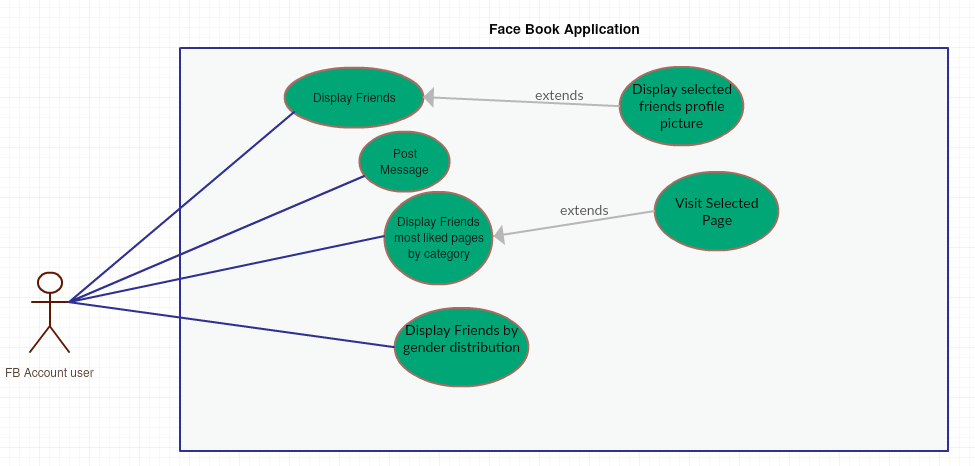 Face Book Application
Display Friends
extends
Display selected
friends profile
picture
Post
Message
Display Friends
most liked pages
by category
extends
Visit Selected
Page
Display Friends by
gender distribution
FB Account user